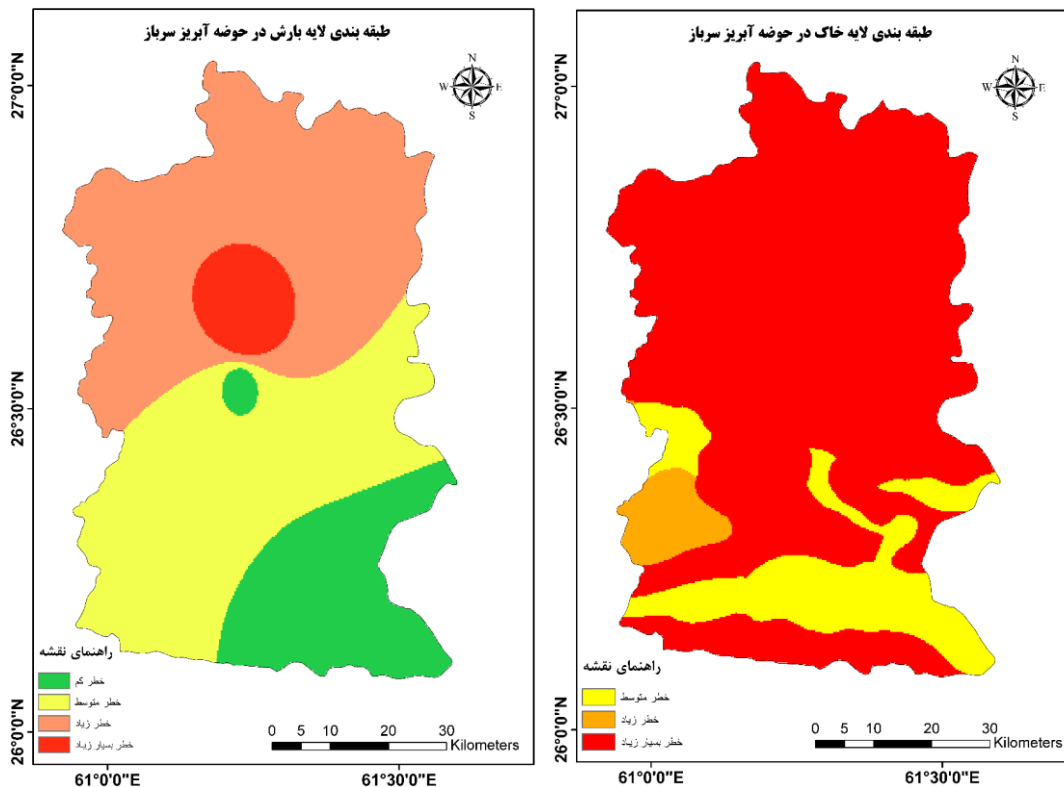 طبقه بندی لایه بارش در حوضه آبریز سرباز
N
W E
S
27°0'0"N
26°30'0"N
26°0'0"N
راهنمای نقشه
خطر کم
خطر متوسط
خطر زیاد
خطر بسیار زیاد
0 5 10 20 30
Kilometers
61°0'0"E 61°30'0"E
طبقه بندی لایه خاک در حوضه آبریز سرباز
N
W E
S
27°0'0"N
26°30'0"N
26°0'0"N
راهنمای نقشه
خطر متوسط
خطر زیاد
خطر بسیار زیاد
0 5 10 20 30
Kilometers
61°0'0"E 61°30'0"E